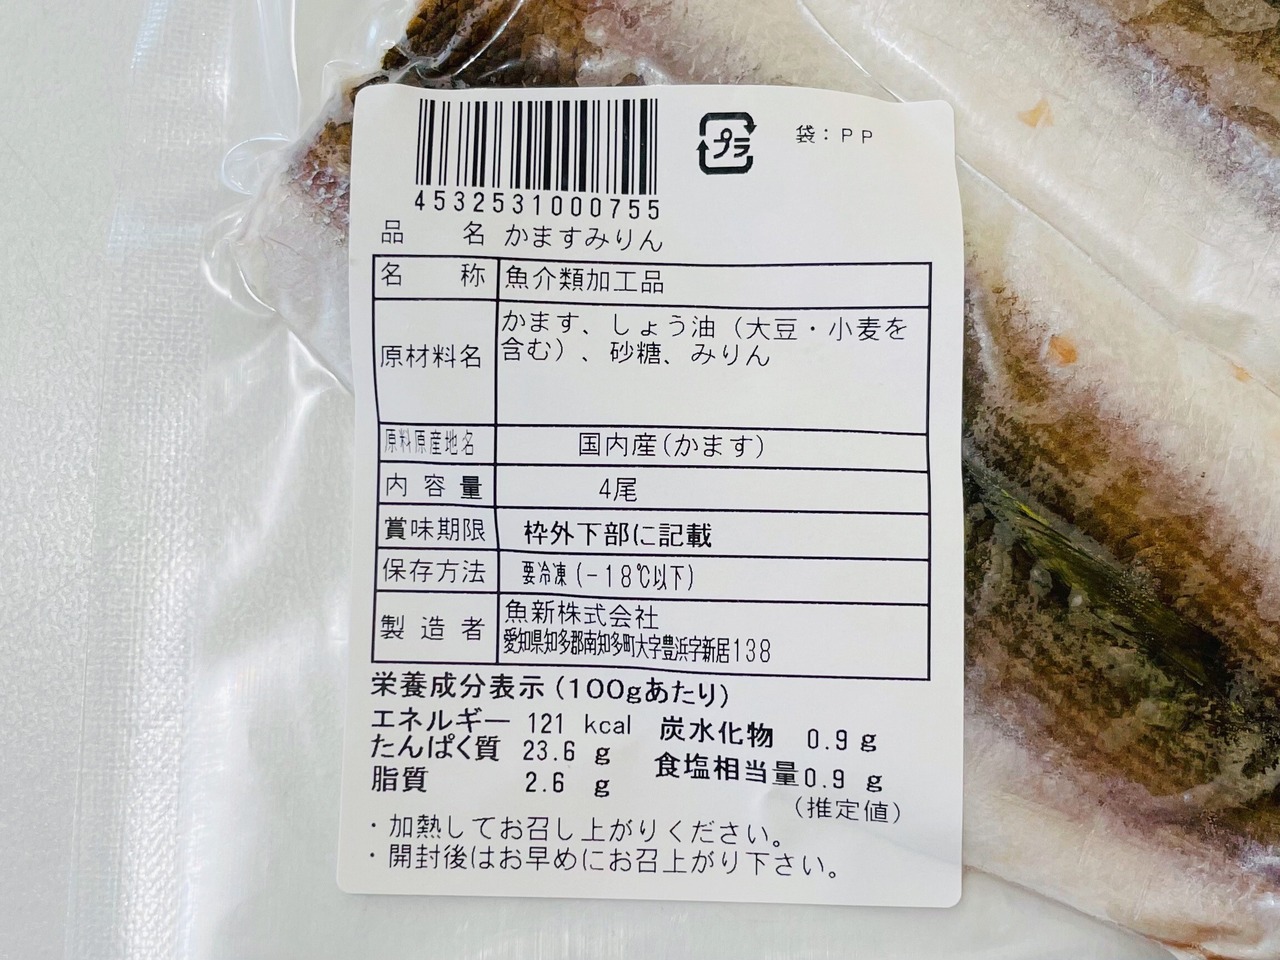 プラ
袋：PP
4532531000755
品名 かますみりん
名称 魚介類加工品
原材料名 かます、しょう油（大豆・小麦を
含む）、砂糖、みりん
原料原産地名 国内産(かます)
内容量 4尾
賞味期限 枠外下部に記載
保存方法 要冷凍(-18℃以下)
製造者 魚新株式会社
愛知県知多郡南知多町大字豊浜字新居138
栄養成分表示(100gあたり)
エネルギー 121 kcal 炭水化物 0.9 g
たんぱく質 23.6 g 食塩相当量0.9 g
脂質 2.6 g
(推定値)
・加熱してお召し上がりください。
・開封後はお早めにお召上がり下さい。